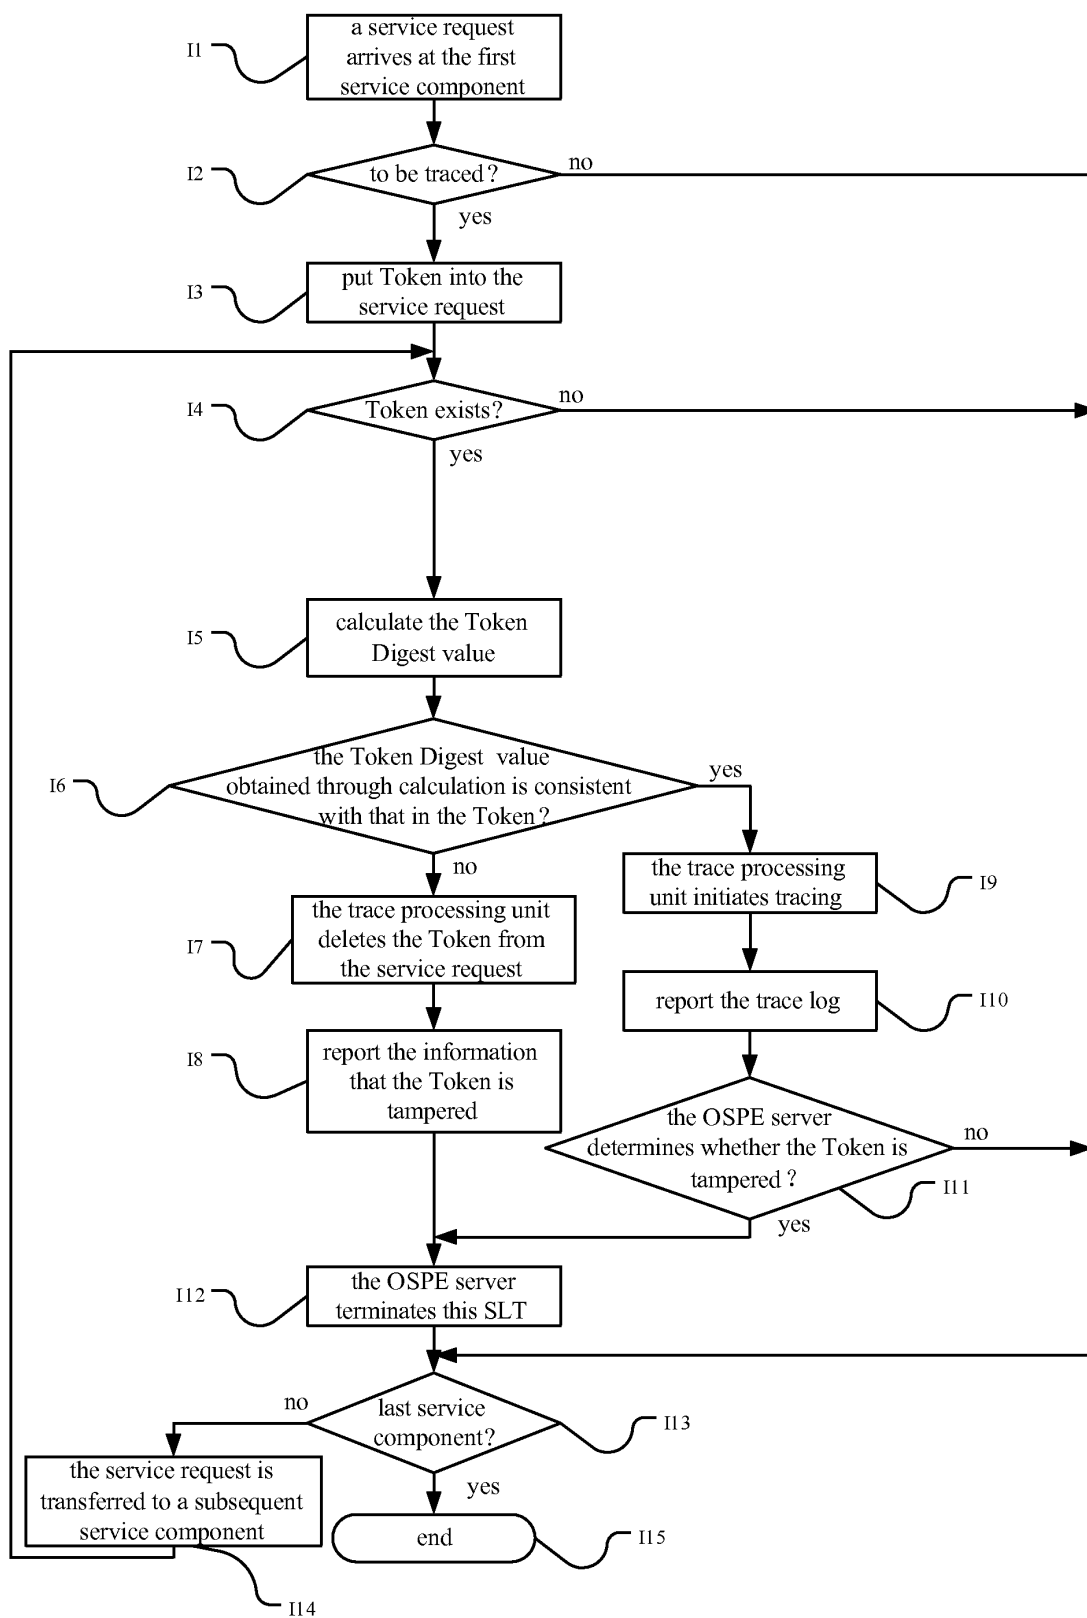 a service request
arrives at the first
service component
I1
to be traced?
no
I2
yes
put Token into the
service request
I3
Token exists?
no
I4
yes
calculate the Token
Digest value
I5
the Token Digest value
obtained through calculation is consistent
with that in the Token?
yes
I6
no
the trace processing
unit initiates tracing
I9
the trace processing unit
deletes the Token from
the service request
I7
report the trace log
I10
report the information
that the Token is
tampered
I8
the OSPE server
determines whether the Token is
tampered?
no
I11
yes
the OSPE server
terminates this SLT
I12
no
last service
component?
I13
yes
the service request is
transferred to a subsequent
service component
end
I15
I14